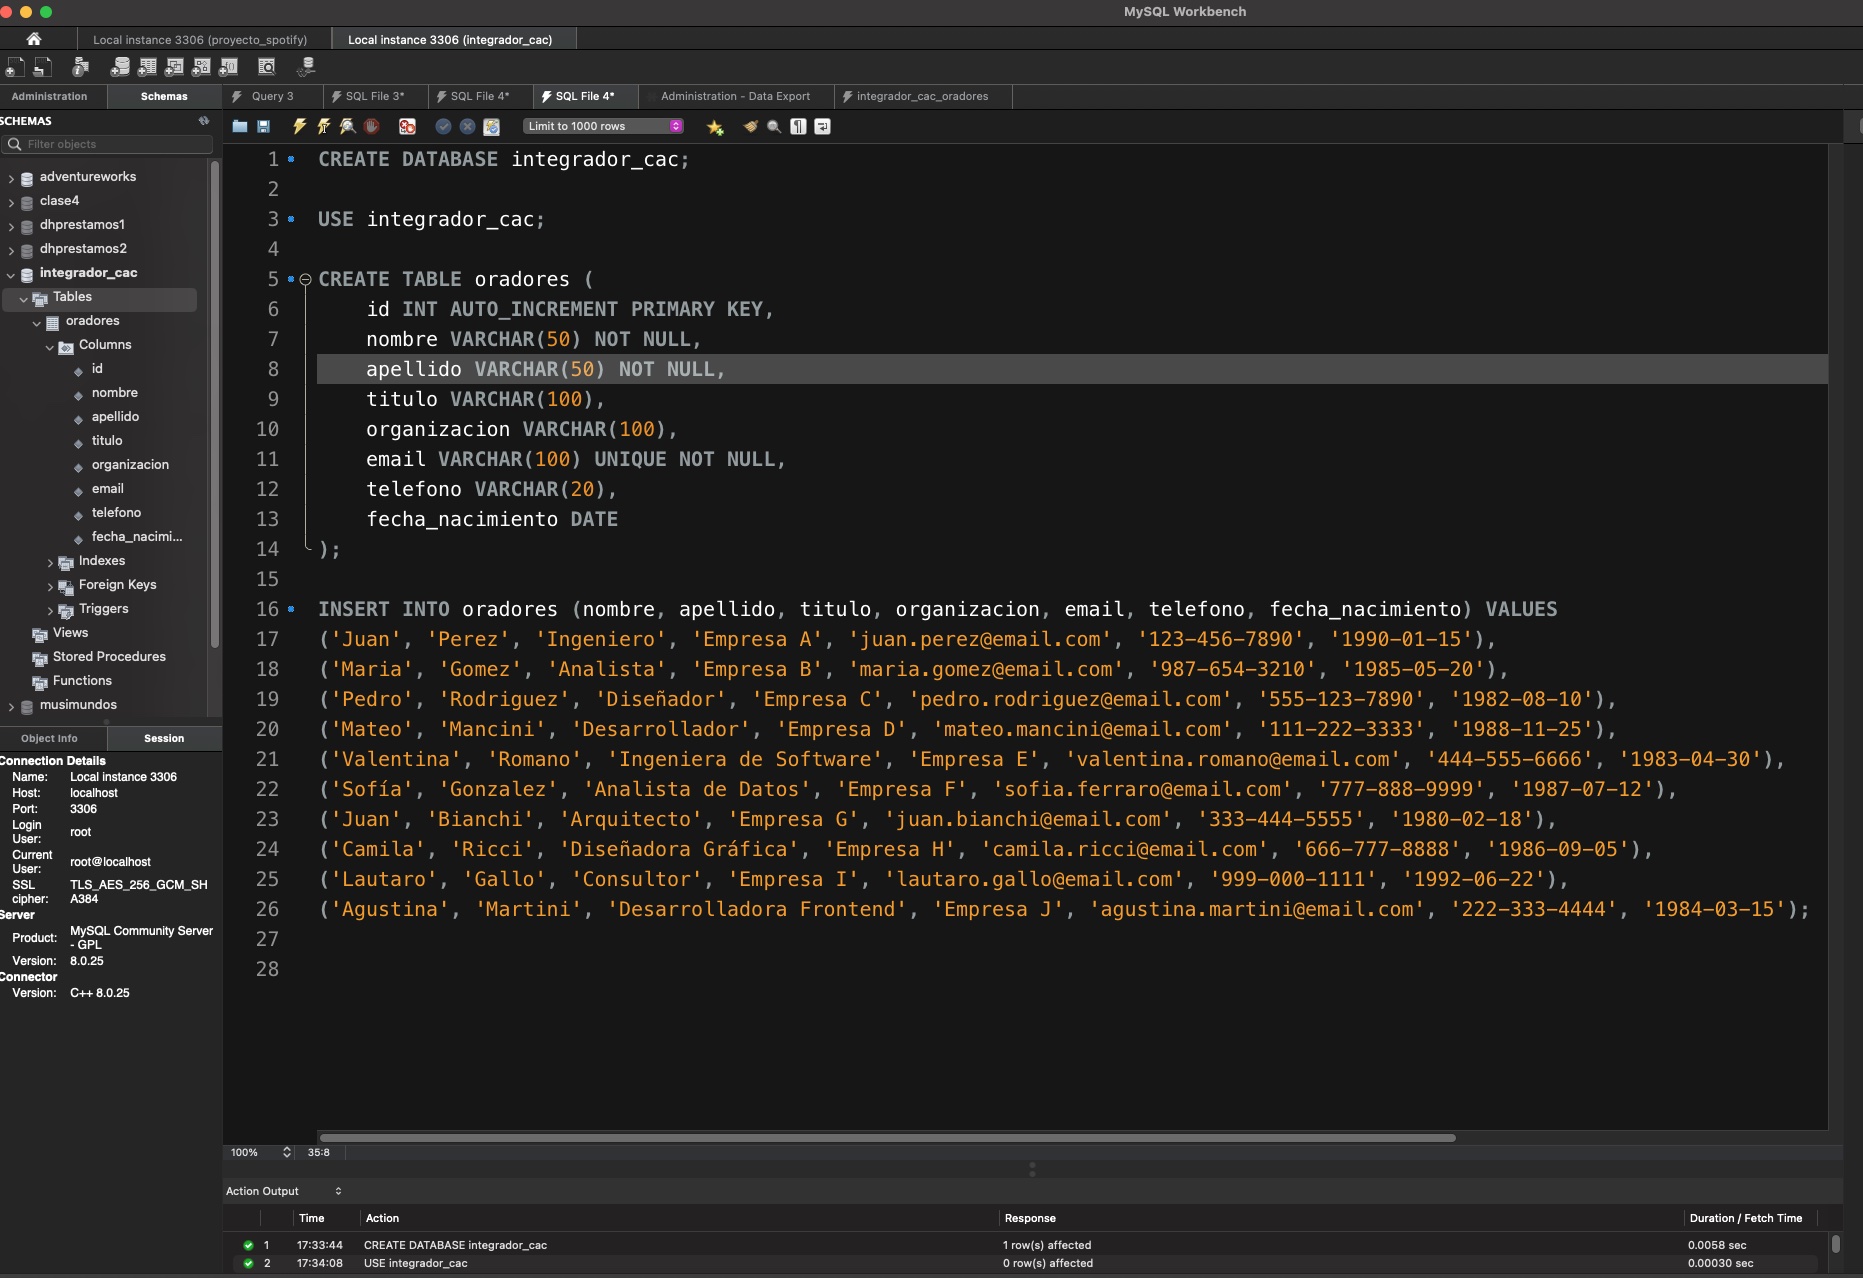 MySQL Workbench
Local instance 3306 (proyecto_spotify)
Local instance 3306 (integrador_cac)
Administration
Schemas
Query 3
SQL File 3*
SQL File 4*
SQL File 4*
Administration - Data Export
integrador_cac_oradores
SCHEMAS
Filter objects
adventureworks
clase4
dhprestamos1
dhprestamos2
integrador_cac
Tables
oradores
Columns
id
nombre
apellido
titulo
organizacion
email
telefono
fecha_nacimi...
Indexes
Foreign Keys
Triggers
Views
Stored Procedures
Functions
musimundos
Object Info
Session
Connection Details
Name: Local instance 3306
Host: localhost
Port: 3306
Login User: root
Current User: root@localhost
SSL cipher: TLS_AES_256_GCM_SHA384
Server
Product: MySQL Community Server - GPL
Version: 8.0.25
Connector
Version: C++ 8.0.25
Limit to 1000 rows
1 CREATE DATABASE integrador_cac;
2
3 USE integrador_cac;
4
5 CREATE TABLE oradores (
6 id INT AUTO_INCREMENT PRIMARY KEY,
7 nombre VARCHAR(50) NOT NULL,
8 apellido VARCHAR(50) NOT NULL,
9 titulo VARCHAR(100),
10 organizacion VARCHAR(100),
11 email VARCHAR(100) UNIQUE NOT NULL,
12 telefono VARCHAR(20),
13 fecha_nacimiento DATE
14 );
15
16 INSERT INTO oradores (nombre, apellido, titulo, organizacion, email, telefono, fecha_nacimiento) VALUES
17 ('Juan', 'Perez', 'Ingeniero', 'Empresa A', 'juan.perez@email.com', '123-456-7890', '1990-01-15'),
18 ('Maria', 'Gomez', 'Analista', 'Empresa B', 'maria.gomez@email.com', '987-654-3210', '1985-05-20'),
19 ('Pedro', 'Rodriguez', 'Diseñador', 'Empresa C', 'pedro.rodriguez@email.com', '555-123-7890', '1982-08-10'),
20 ('Mateo', 'Mancini', 'Desarrollador', 'Empresa D', 'mateo.mancini@email.com', '111-222-3333', '1988-11-25'),
21 ('Valentina', 'Romano', 'Ingeniera de Software', 'Empresa E', 'valentina.romano@email.com', '444-555-6666', '1983-04-30'),
22 ('Sofía', 'Gonzalez', 'Analista de Datos', 'Empresa F', 'sofia.ferraro@email.com', '777-888-9999', '1987-07-12'),
23 ('Juan', 'Bianchi', 'Arquitecto', 'Empresa G', 'juan.bianchi@email.com', '333-444-5555', '1980-02-18'),
24 ('Camila', 'Ricci', 'Diseñadora Gráfica', 'Empresa H', 'camila.ricci@email.com', '666-777-8888', '1986-09-05'),
25 ('Lautaro', 'Gallo', 'Consultor', 'Empresa I', 'lautaro.gallo@email.com', '999-000-1111', '1992-06-22'),
26 ('Agustina', 'Martini', 'Desarrolladora Frontend', 'Empresa J', 'agustina.martini@email.com', '222-333-4444', '1984-03-15');
27
28
100% 35:8
Action Output
Time Action Response Duration / Fetch Time
1 17:33:44 CREATE DATABASE integrador_cac 1 row(s) affected 0.0058 sec
2 17:34:08 USE integrador_cac 0 row(s) affected 0.00030 sec